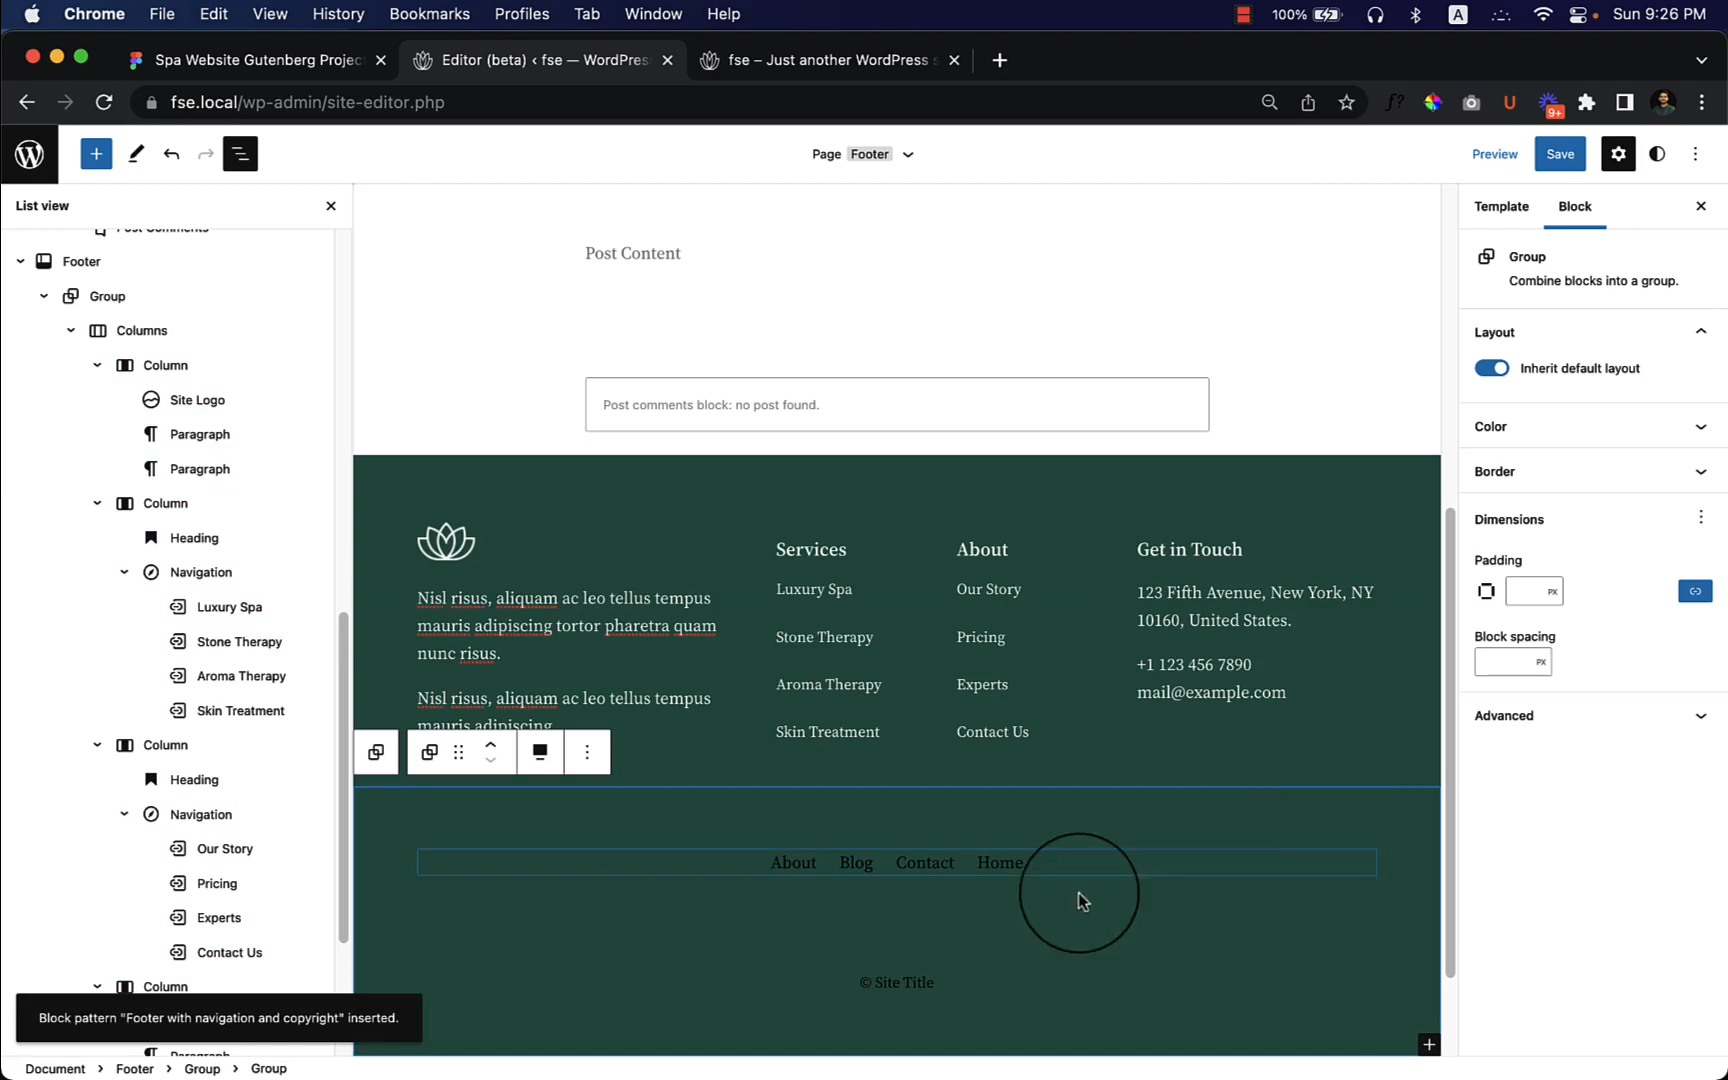 Chrome File Edit View History Bookmarks Profiles Tab Window Help 100% A Sun 9:26 PM
Spa Website Gutenberg Project Editor (beta) ‹ fse — WordPress fse – Just another WordPress s
fse.local/wp-admin/site-editor.php f? U 9+
Page Footer Preview Save
List view
Post Comments
Footer
Group
Columns
Column
Site Logo
Paragraph
Paragraph
Column
Heading
Navigation
Luxury Spa
Stone Therapy
Aroma Therapy
Skin Treatment
Column
Heading
Navigation
Our Story
Pricing
Experts
Contact Us
Column
Paragraph
Block pattern "Footer with navigation and copyright" inserted.
Document Footer Group Group
Post Content
Post comments block: no post found.
Nisl risus, aliquam ac leo tellus tempus
mauris adipiscing tortor pharetra quam
nunc risus.
Nisl risus, aliquam ac leo tellus tempus
mauris adipiscing
Services
Luxury Spa
Stone Therapy
Aroma Therapy
Skin Treatment
About
Our Story
Pricing
Experts
Contact Us
Get in Touch
123 Fifth Avenue, New York, NY
10160, United States.
+1 123 456 7890
mail@example.com
About Blog Contact Home
© Site Title
Template Block
Group
Combine blocks into a group.
Layout
Inherit default layout
Color
Border
Dimensions
Padding
PX
Block spacing
PX
Advanced